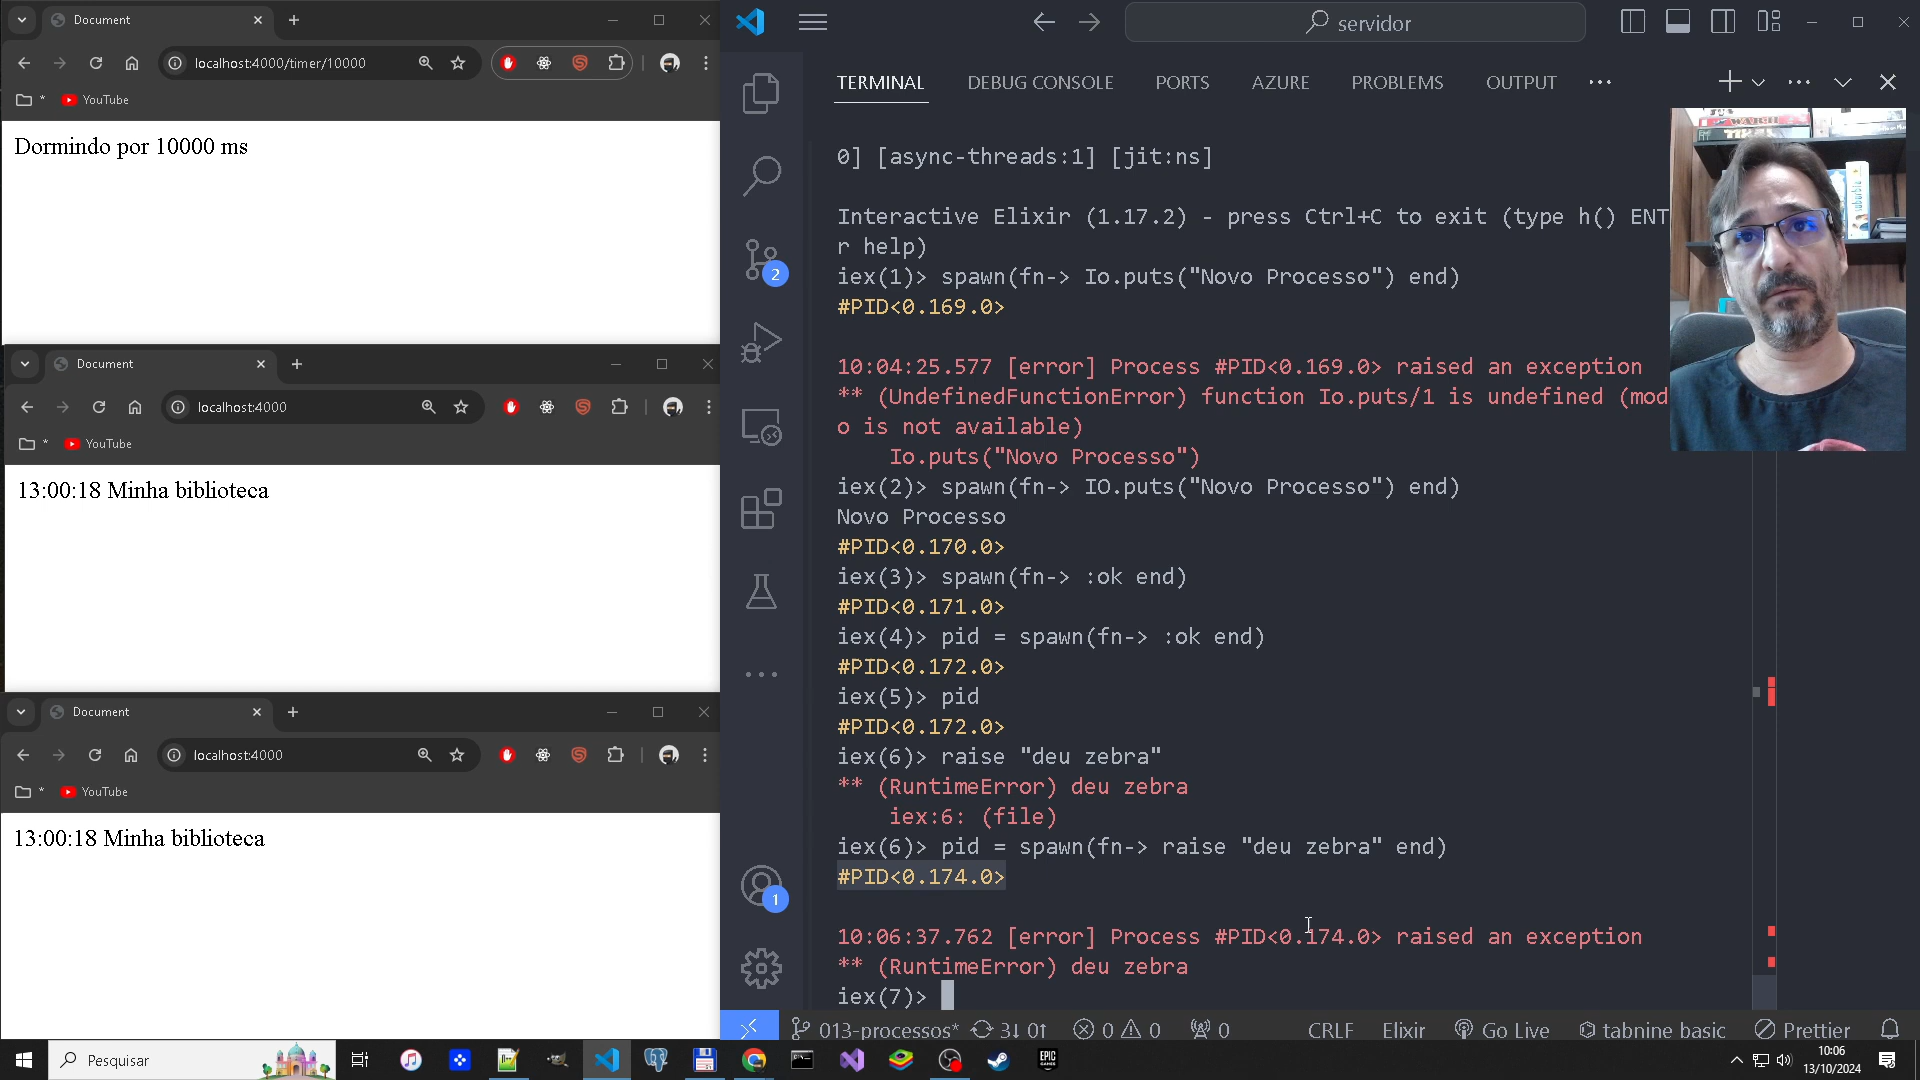 Document
localhost:4000/timer/10000
*
YouTube
Dormindo por 10000 ms
Document
localhost:4000
*
YouTube
13:00:18 Minha biblioteca
Document
localhost:4000
*
YouTube
13:00:18 Minha biblioteca
servidor
TERMINAL
DEBUG CONSOLE
PORTS
AZURE
PROBLEMS
OUTPUT
0] [async-threads:1] [jit:ns]
Interactive Elixir (1.17.2) - press Ctrl+C to exit (type h() ENT
r help)
iex(1)> spawn(fn-> Io.puts("Novo Processo") end)
#PID<0.169.0>
10:04:25.577 [error] Process #PID<0.169.0> raised an exception
** (UndefinedFunctionError) function Io.puts/1 is undefined (mod
o is not available)
Io.puts("Novo Processo")
iex(2)> spawn(fn-> IO.puts("Novo Processo") end)
Novo Processo
#PID<0.170.0>
iex(3)> spawn(fn-> :ok end)
#PID<0.171.0>
iex(4)> pid = spawn(fn-> :ok end)
#PID<0.172.0>
iex(5)> pid
#PID<0.172.0>
iex(6)> raise "deu zebra"
** (RuntimeError) deu zebra
iex:6: (file)
iex(6)> pid = spawn(fn-> raise "deu zebra" end)
#PID<0.174.0>
10:06:37.762 [error] Process #PID<0.174.0> raised an exception
** (RuntimeError) deu zebra
iex(7)>
2
1
013-processos* 3↓ 0↑ 0 0 0 CRLF Elixir Go Live tabnine basic Prettier
Pesquisar
EPIC GAMES
10:06
13/10/2024